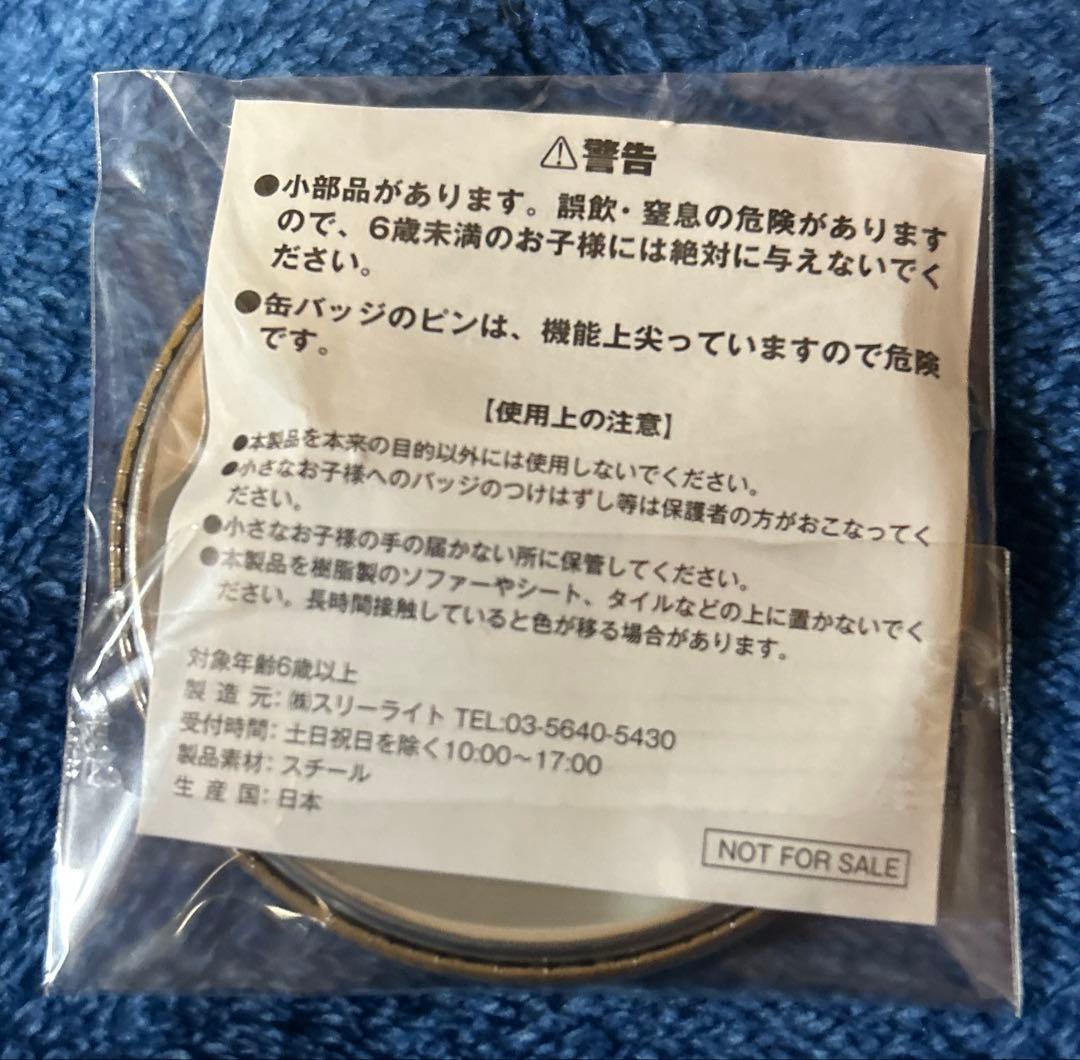 ⚠警告
●小部品があります。誤飲・窒息の危険があります
ので、6歳未満のお子様には絶対に与えないでく
ださい。
●缶バッジのピンは、機能上尖っていますので危険
です。
【使用上の注意】
●本製品を本来の目的以外には使用しないでください。
●小さなお子様へのバッジのつけはずし等は保護者の方がおこなってく
ださい。
●小さなお子様の手の届かない所に保管してください。
●本製品を樹脂製のソファーやシート、タイルなどの上に置かないでく
ださい。長時間接触していると色が移る場合があります。
対象年齢6歳以上
製 造 元：㈱スリーライト TEL:03-5640-5430
受付時間：土日祝日を除く10:00～17:00
製品素材：スチール
生 産 国：日本
NOT FOR SALE